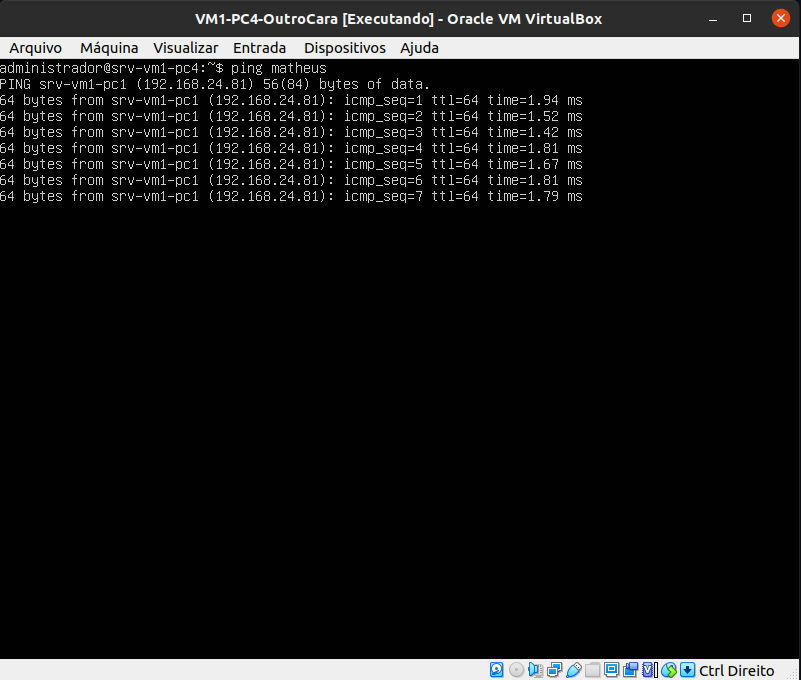 VM1-PC4-OutroCara [Executando] - Oracle VM VirtualBox
Arquivo Máquina Visualizar Entrada Dispositivos Ajuda
administrador@srv-vm1-pc4:~$ ping matheus
PING srv-vm1-pc1 (192.168.24.81) 56(84) bytes of data.
64 bytes from srv-vm1-pc1 (192.168.24.81): icmp_seq=1 ttl=64 time=1.94 ms
64 bytes from srv-vm1-pc1 (192.168.24.81): icmp_seq=2 ttl=64 time=1.52 ms
64 bytes from srv-vm1-pc1 (192.168.24.81): icmp_seq=3 ttl=64 time=1.42 ms
64 bytes from srv-vm1-pc1 (192.168.24.81): icmp_seq=4 ttl=64 time=1.81 ms
64 bytes from srv-vm1-pc1 (192.168.24.81): icmp_seq=5 ttl=64 time=1.67 ms
64 bytes from srv-vm1-pc1 (192.168.24.81): icmp_seq=6 ttl=64 time=1.81 ms
64 bytes from srv-vm1-pc1 (192.168.24.81): icmp_seq=7 ttl=64 time=1.79 ms
Ctrl Direito